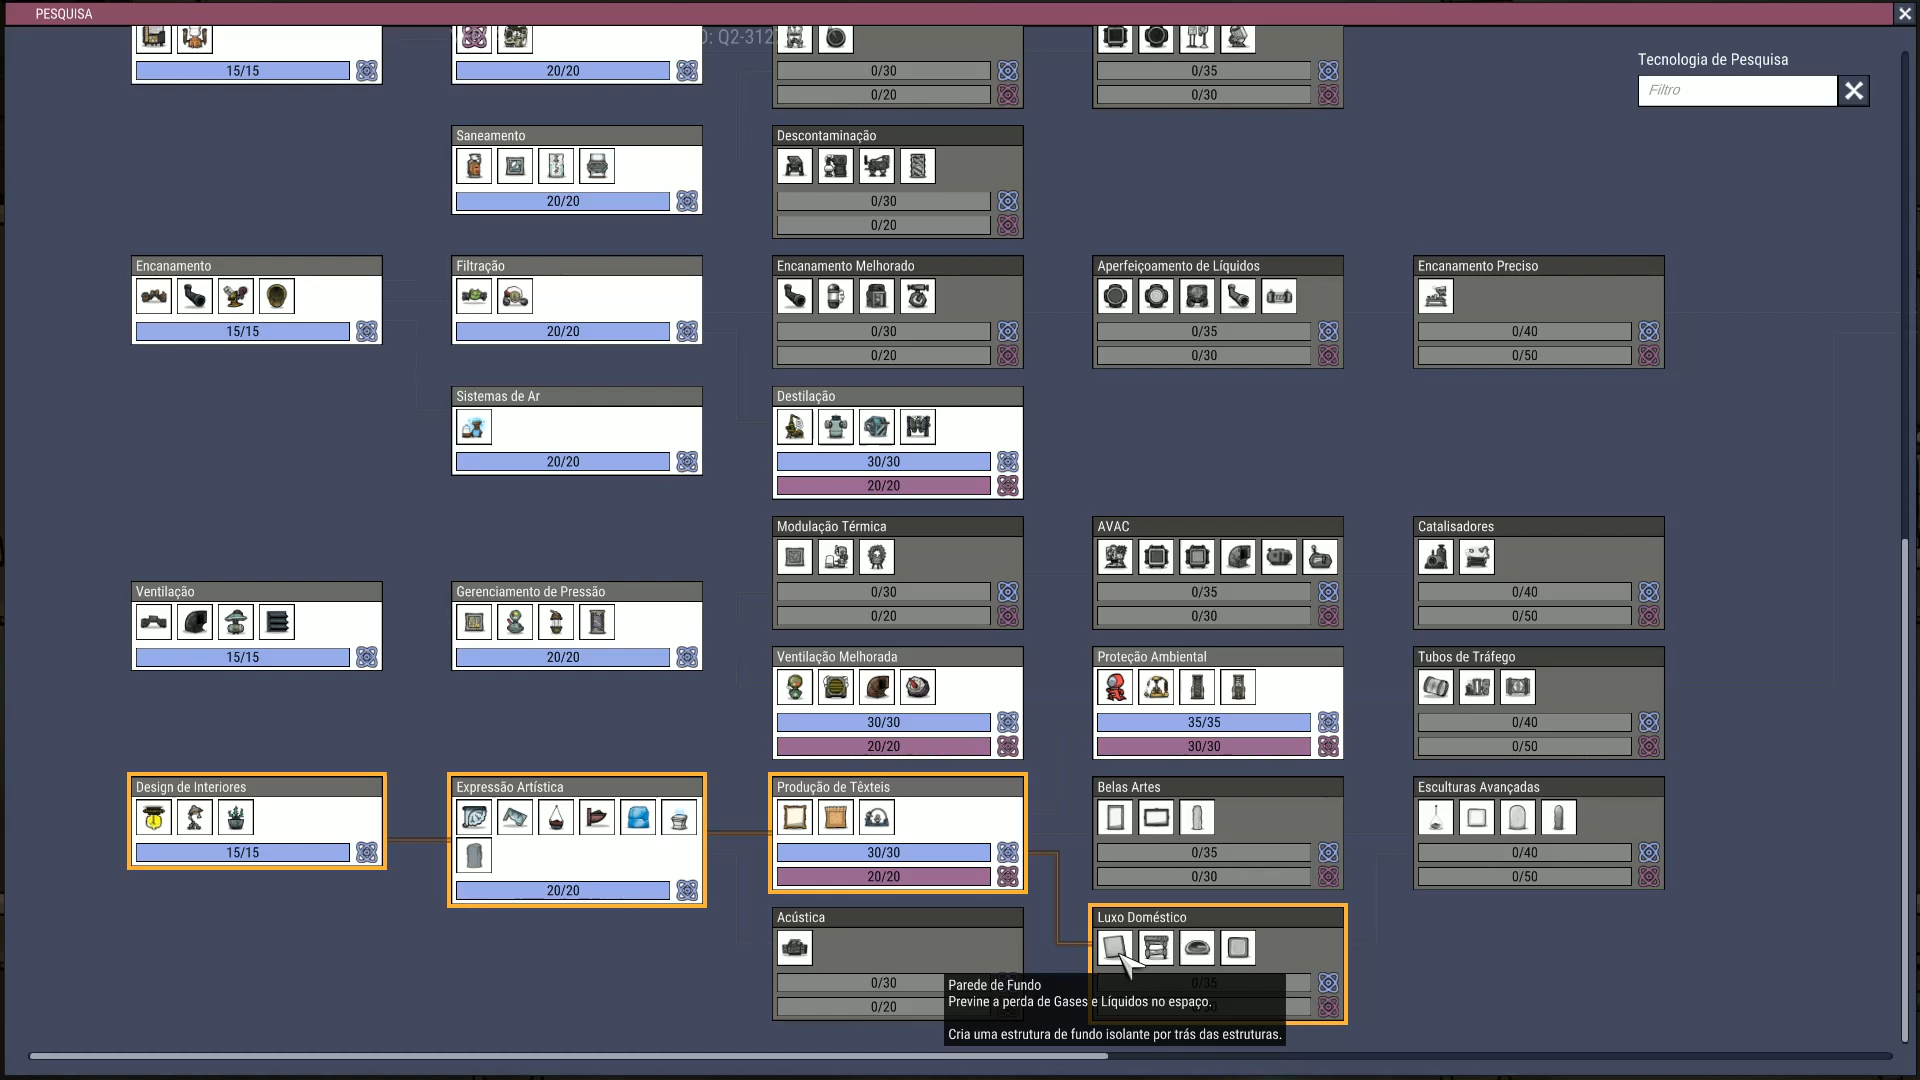 PESQUISA
D: Q2-312
Tecnologia de Pesquisa
Filtro
15/15
20/20
0/30
0/20
0/35
0/30
Saneamento
20/20
Descontaminação
0/30
0/20
Encanamento
15/15
Filtração
20/20
Encanamento Melhorado
0/30
0/20
Aperfeiçoamento de Líquidos
0/35
0/30
Encanamento Preciso
0/40
0/50
Sistemas de Ar
20/20
Destilação
30/30
20/20
Modulação Térmica
0/30
0/20
AVAC
0/35
0/30
Catalisadores
0/40
0/50
Ventilação
15/15
Gerenciamento de Pressão
20/20
Ventilação Melhorada
30/30
20/20
Proteção Ambiental
35/35
30/30
Tubos de Tráfego
0/40
0/50
Design de Interiores
15/15
Expressão Artística
20/20
Produção de Têxteis
30/30
20/20
Belas Artes
0/35
0/30
Esculturas Avançadas
0/40
0/50
Acústica
0/30
0/20
Luxo Doméstico
0/35
0/30
Parede de Fundo
Previne a perda de Gases e Líquidos no espaço.
Cria uma estrutura de fundo isolante por trás das estruturas.